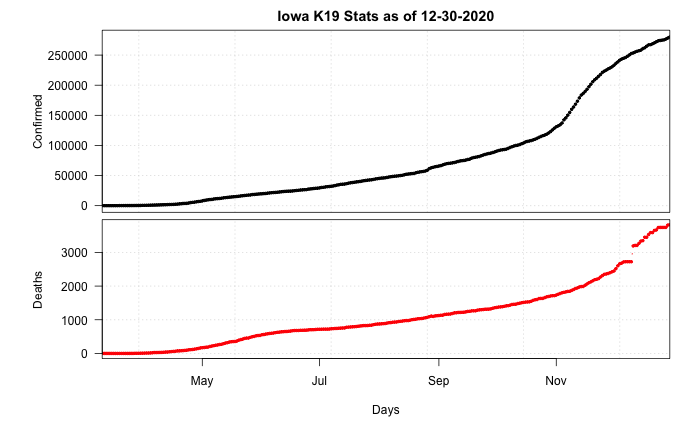 Iowa K19 Stats as of 12-30-2020
Confirmed
250000
200000
150000
100000
50000
0
Deaths
3000
2000
1000
0
May Jul Sep Nov
Days